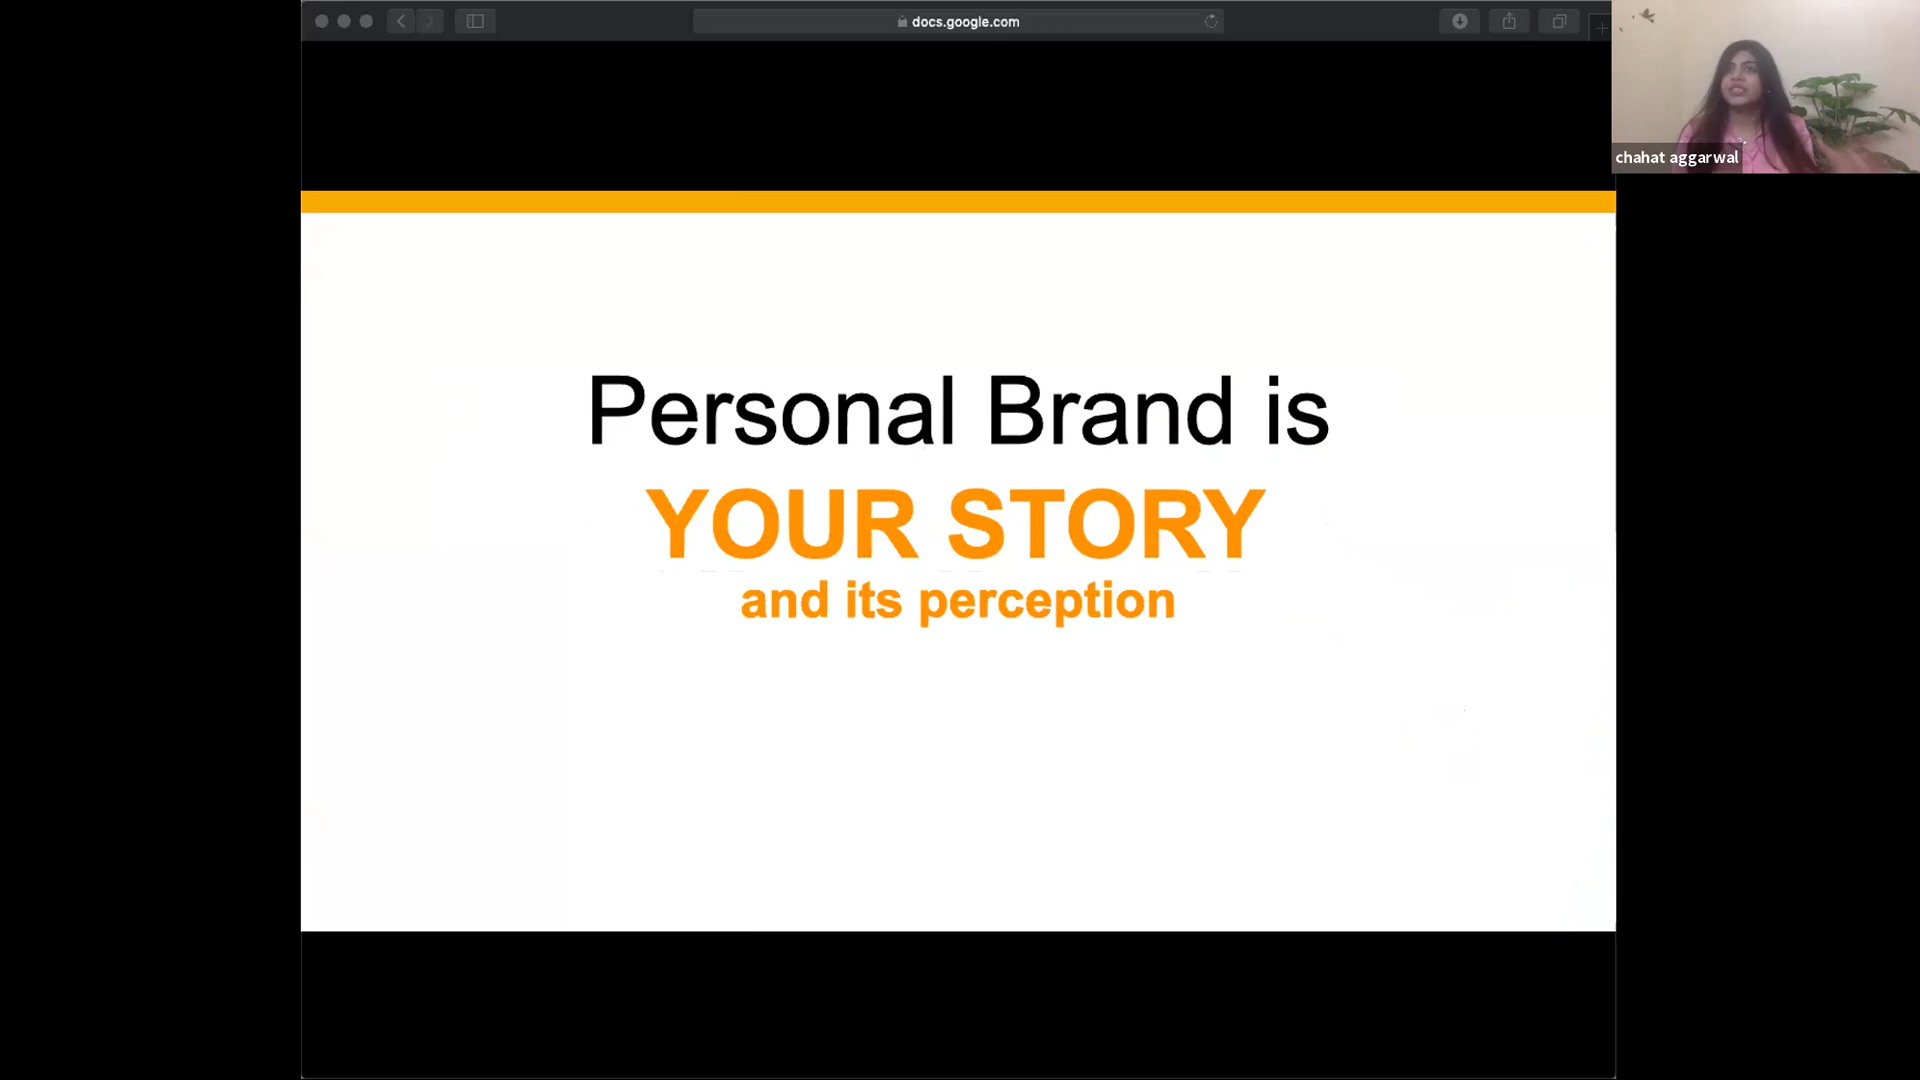 docs.google.com
chahat aggarwal
Personal Brand is
YOUR STORY
and its perception